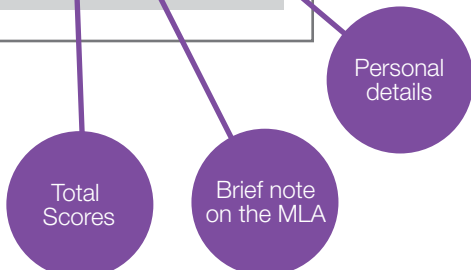 Personal
details
Total
Scores
Brief note
on the MLA